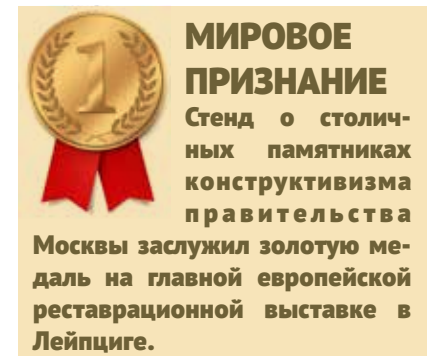 1
МИРОВОЕ
ПРИЗНАНИЕ
Стенд о столич-
ных памятниках
конструктивизма
правительства
Москвы заслужил золотую ме-
даль на главной европейской
реставрационной выставке в
Лейпциге.